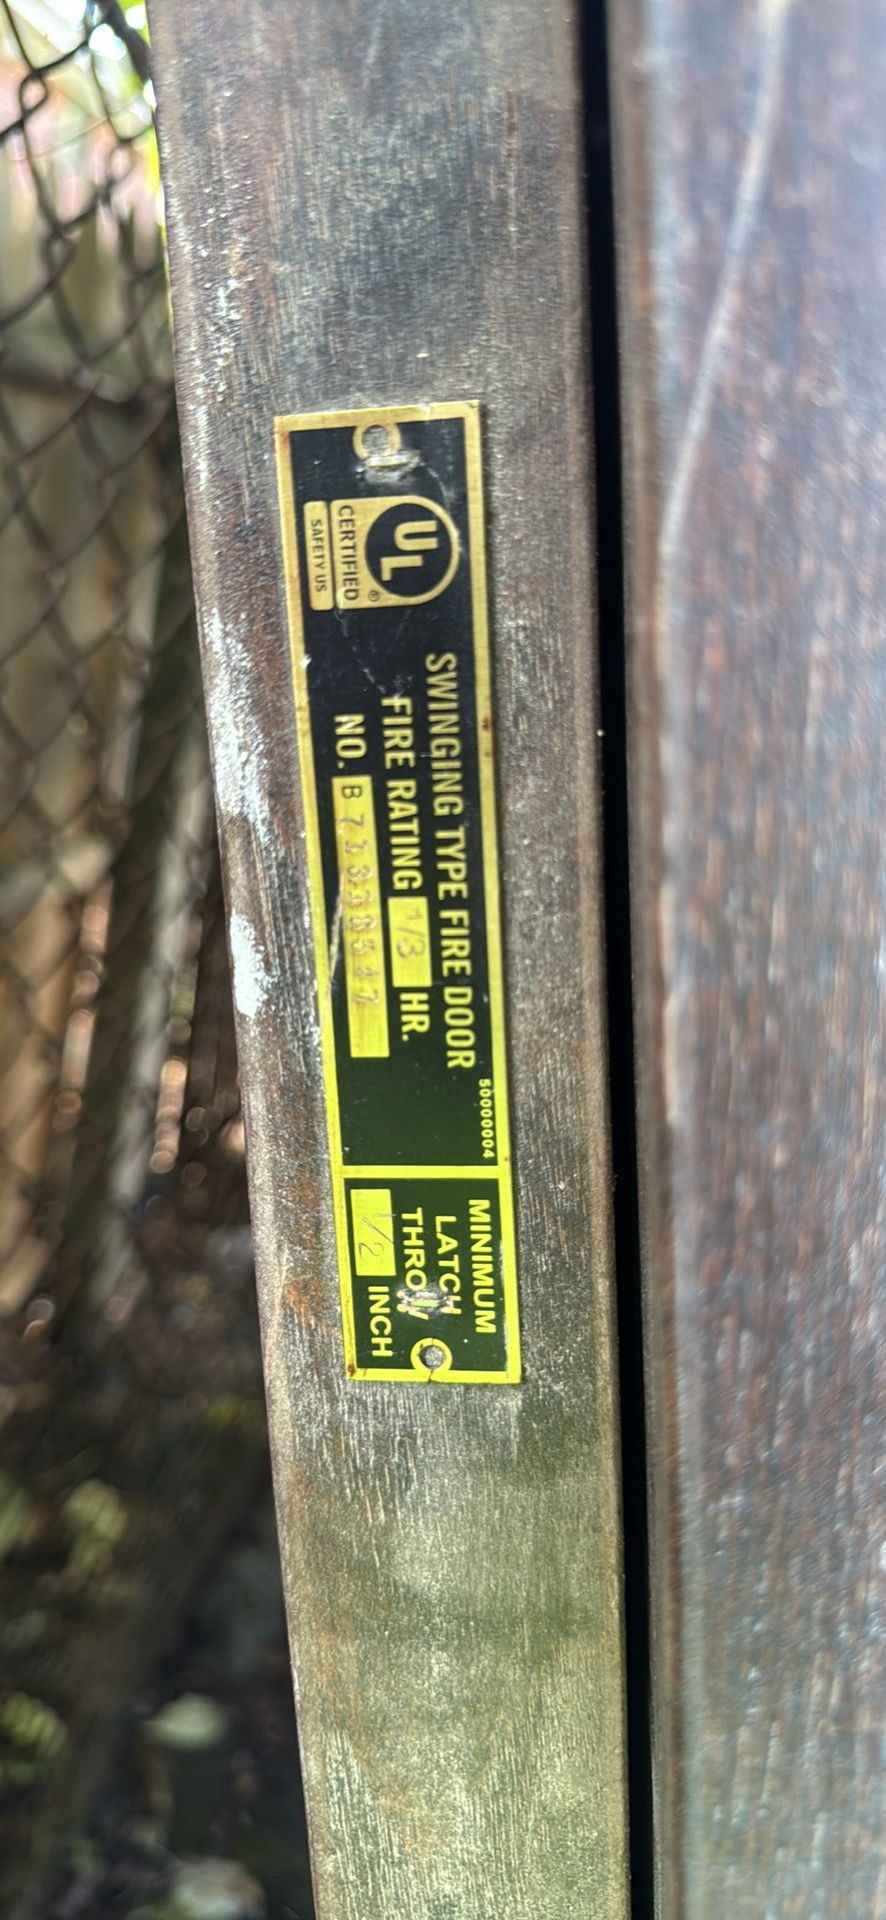 UL
®
CERTIFIED
SAFETY US
SWINGING TYPE FIRE DOOR
FIRE RATING 1/3 HR.
NO. B
50000004
MINIMUM
LATCH
THROW
1/2 INCH